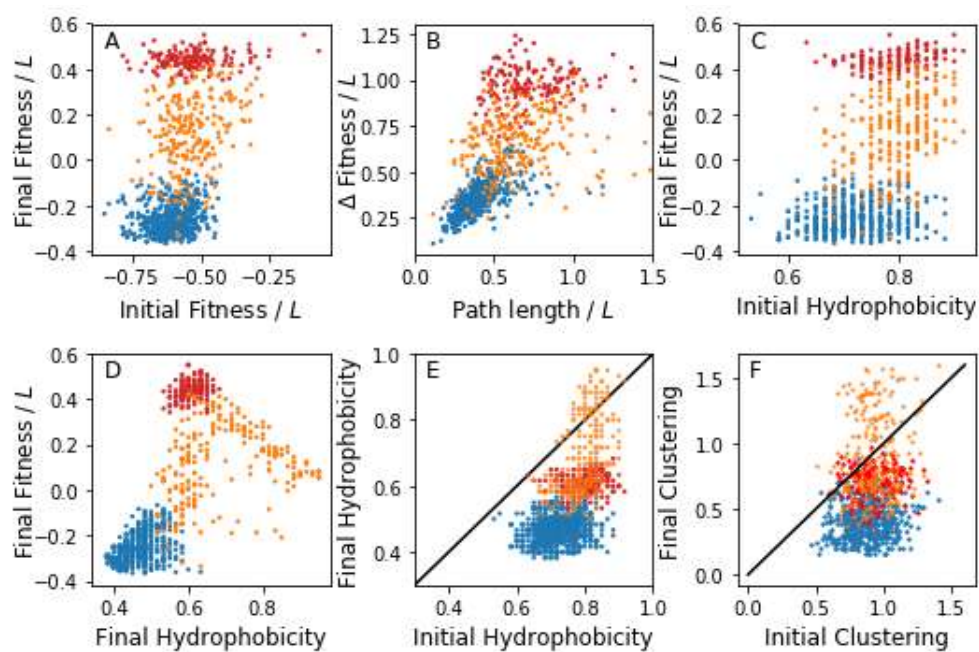 A
0.6
0.4
0.2
0.0
−0.2
−0.4
Final Fitness / L
−0.75
−0.50
−0.25
Initial Fitness / L
B
1.25
1.00
0.75
0.50
0.25
Δ Fitness / L
0.0
0.5
1.0
1.5
Path length / L
C
0.6
0.4
0.2
0.0
−0.2
−0.4
Final Fitness / L
0.6
0.8
Initial Hydrophobicity
D
0.6
0.4
0.2
0.0
−0.2
−0.4
Final Fitness / L
0.4
0.6
0.8
Final Hydrophobicity
E
1.0
0.8
0.6
0.4
Final Hydrophobicity
0.4
0.6
0.8
1.0
Initial Hydrophobicity
F
1.5
1.0
0.5
0.0
Final Clustering
0.0
0.5
1.0
1.5
Initial Clustering